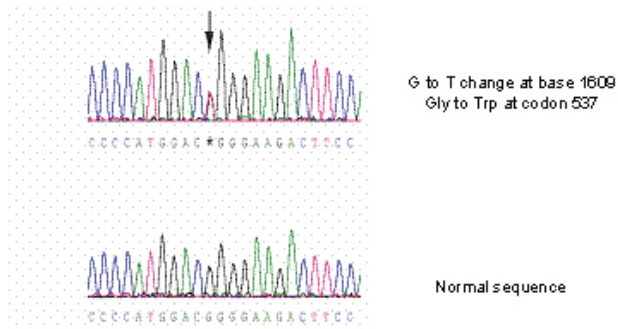 G to T change at base 1609
Gly to Trp at codon 537
CCCCATGGAC*GGGAAGACTTCC
Normal sequence
CCCCATGGACGGGGAAGACTTCC